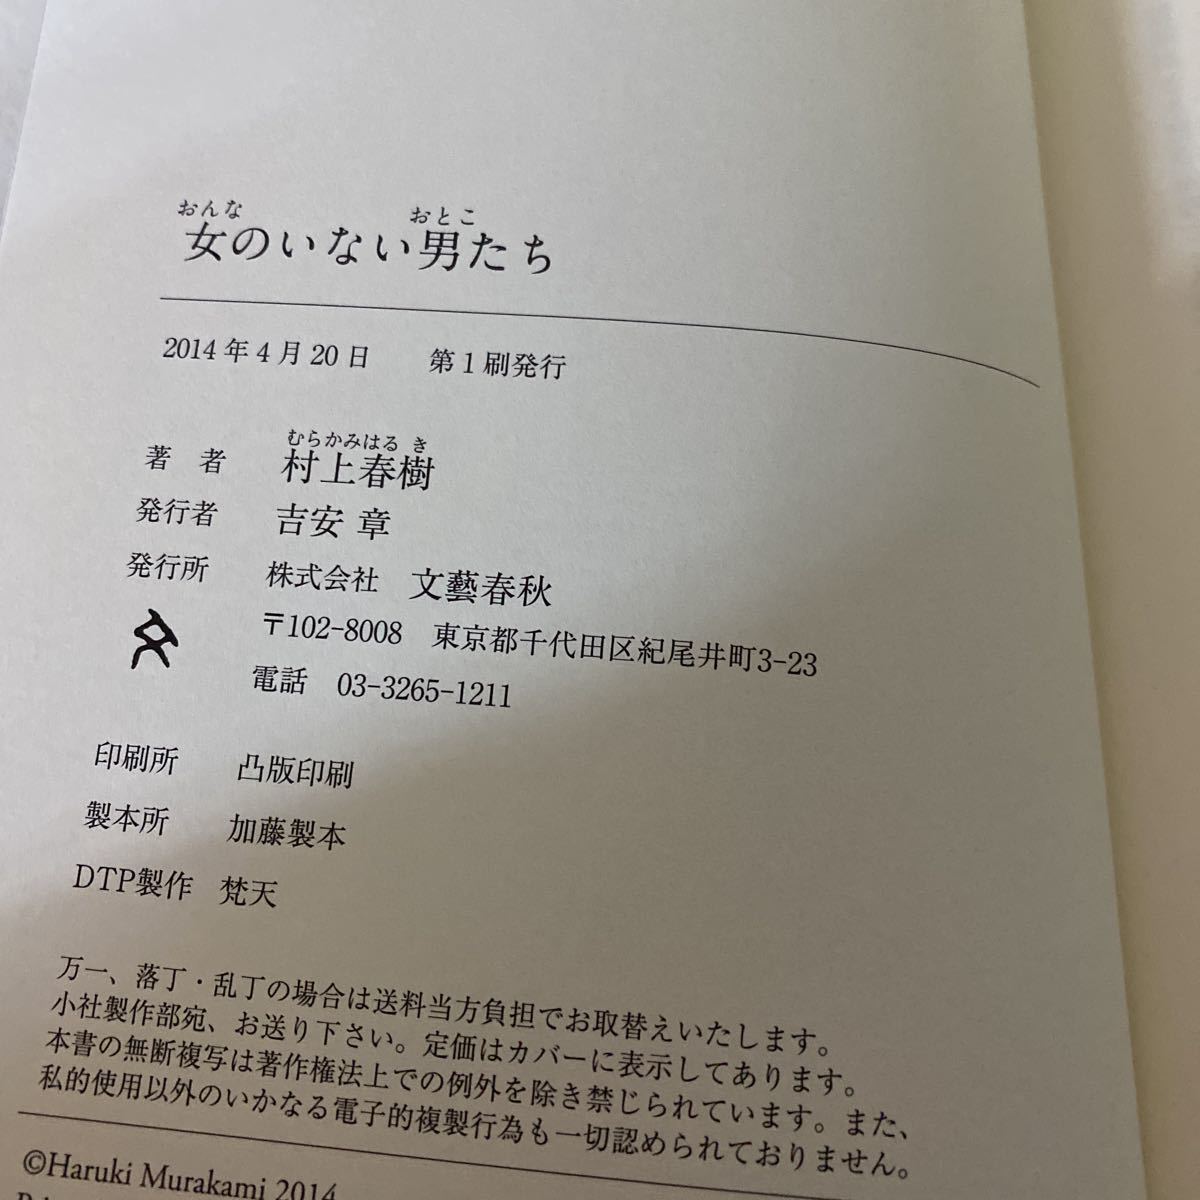 おんな おとこ
女のいない男たち
2014年4月20日 第1刷発行
むらかみはるき
著者 村上春樹
発行者 吉安 章
発行所 株式会社 文藝春秋
〒102-8008 東京都千代田区紀尾井町3-23
電話 03-3265-1211
印刷所 凸版印刷
製本所 加藤製本
DTP製作 梵天
万一、落丁・乱丁の場合は送料当方負担でお取替えいたします。
小社製作部宛、お送り下さい。定価はカバーに表示してあります。
本書の無断複写は著作権法上での例外を除き禁じられています。また、
私的使用以外のいかなる電子的複製行為も一切認められておりません。
©Haruki Murakami 2014